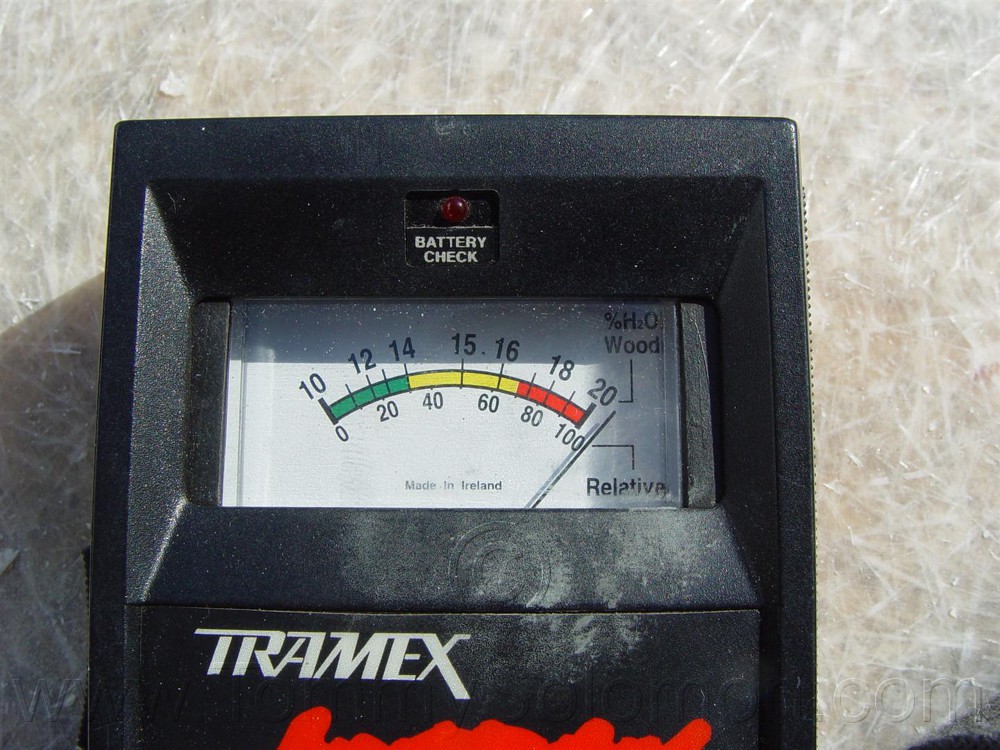 BATTERY
CHECK
%H₂O
Wood
10 12 14 15 16 18 20
0 20 40 60 80 100
Made In Ireland
Relative
TRAMEX